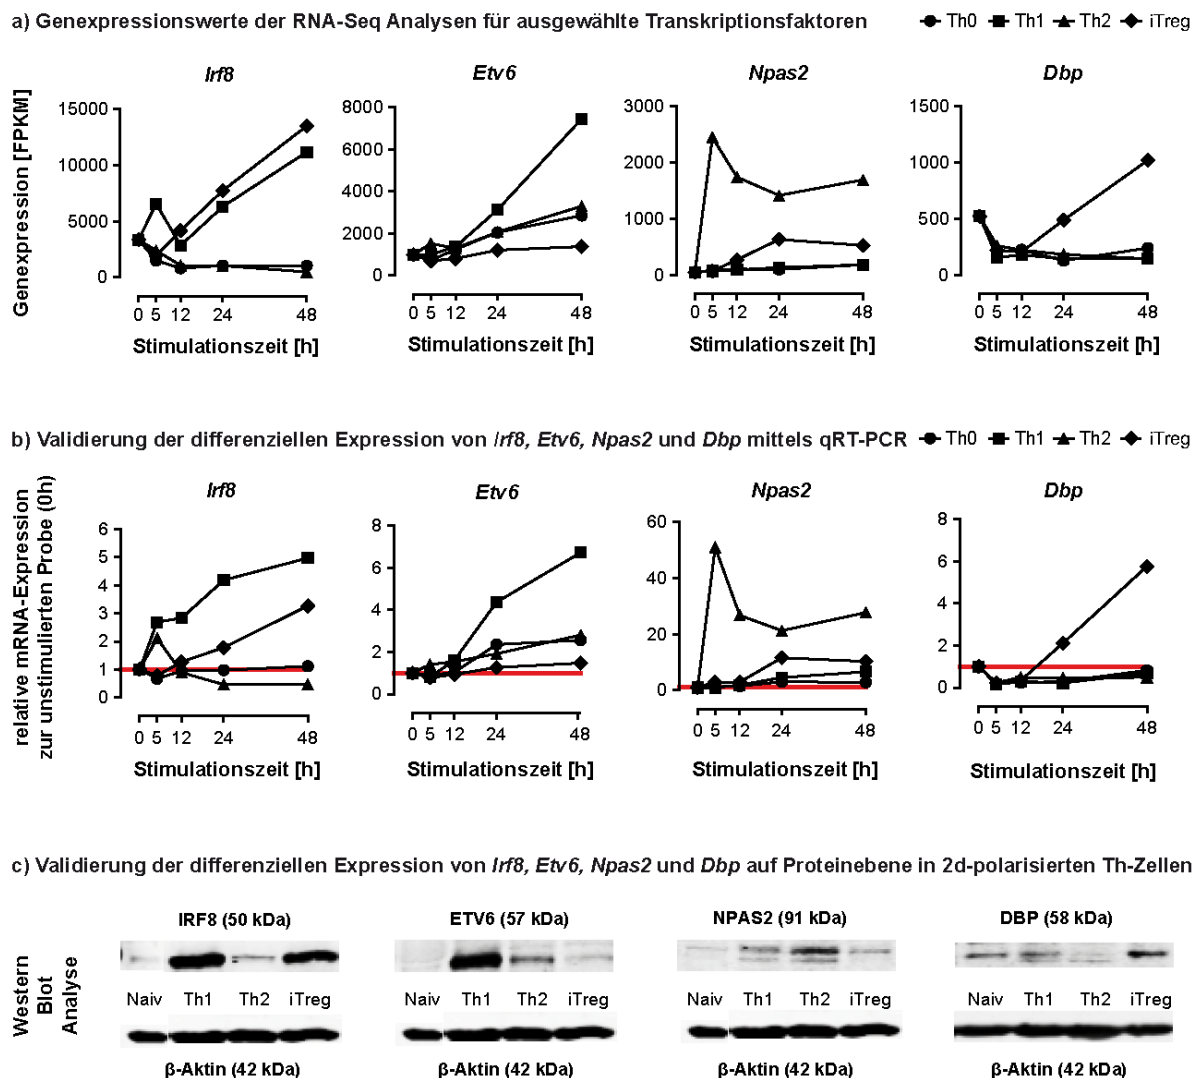 a) Genexpressionswerte der RNA-Seq Analysen für ausgewählte Transkriptionsfaktoren
Th0 Th1 Th2 iTreg
Irf8 Etv6 Npas2 Dbp
Genexpression [FPKM]
15000
10000
5000
0
0 5 12 24 48
Stimulationszeit [h]
8000
6000
4000
2000
0
0 5 12 24 48
Stimulationszeit [h]
3000
2000
1000
0
0 5 12 24 48
Stimulationszeit [h]
1500
1000
500
0
0 5 12 24 48
Stimulationszeit [h]
b) Validierung der differenziellen Expression von Irf8, Etv6, Npas2 und Dbp mittels qRT-PCR
Th0 Th1 Th2 iTreg
Irf8 Etv6 Npas2 Dbp
relative mRNA-Expression
zur unstimulierten Probe (0h)
6
5
4
3
2
1
0
0 5 12 24 48
Stimulationszeit [h]
8
6
4
2
0
0 5 12 24 48
Stimulationszeit [h]
60
40
20
0
0 5 12 24 48
Stimulationszeit [h]
8
6
4
2
0
0 5 12 24 48
Stimulationszeit [h]
c) Validierung der differenziellen Expression von Irf8, Etv6, Npas2 und Dbp auf Proteinebene in 2d-polarisierten Th-Zellen
IRF8 (50 kDa) ETV6 (57 kDa) NPAS2 (91 kDa) DBP (58 kDa)
Western
Blot
Analyse
Naiv Th1 Th2 iTreg Naiv Th1 Th2 iTreg Naiv Th1 Th2 iTreg Naiv Th1 Th2 iTreg
β-Aktin (42 kDa) β-Aktin (42 kDa) β-Aktin (42 kDa) β-Aktin (42 kDa)